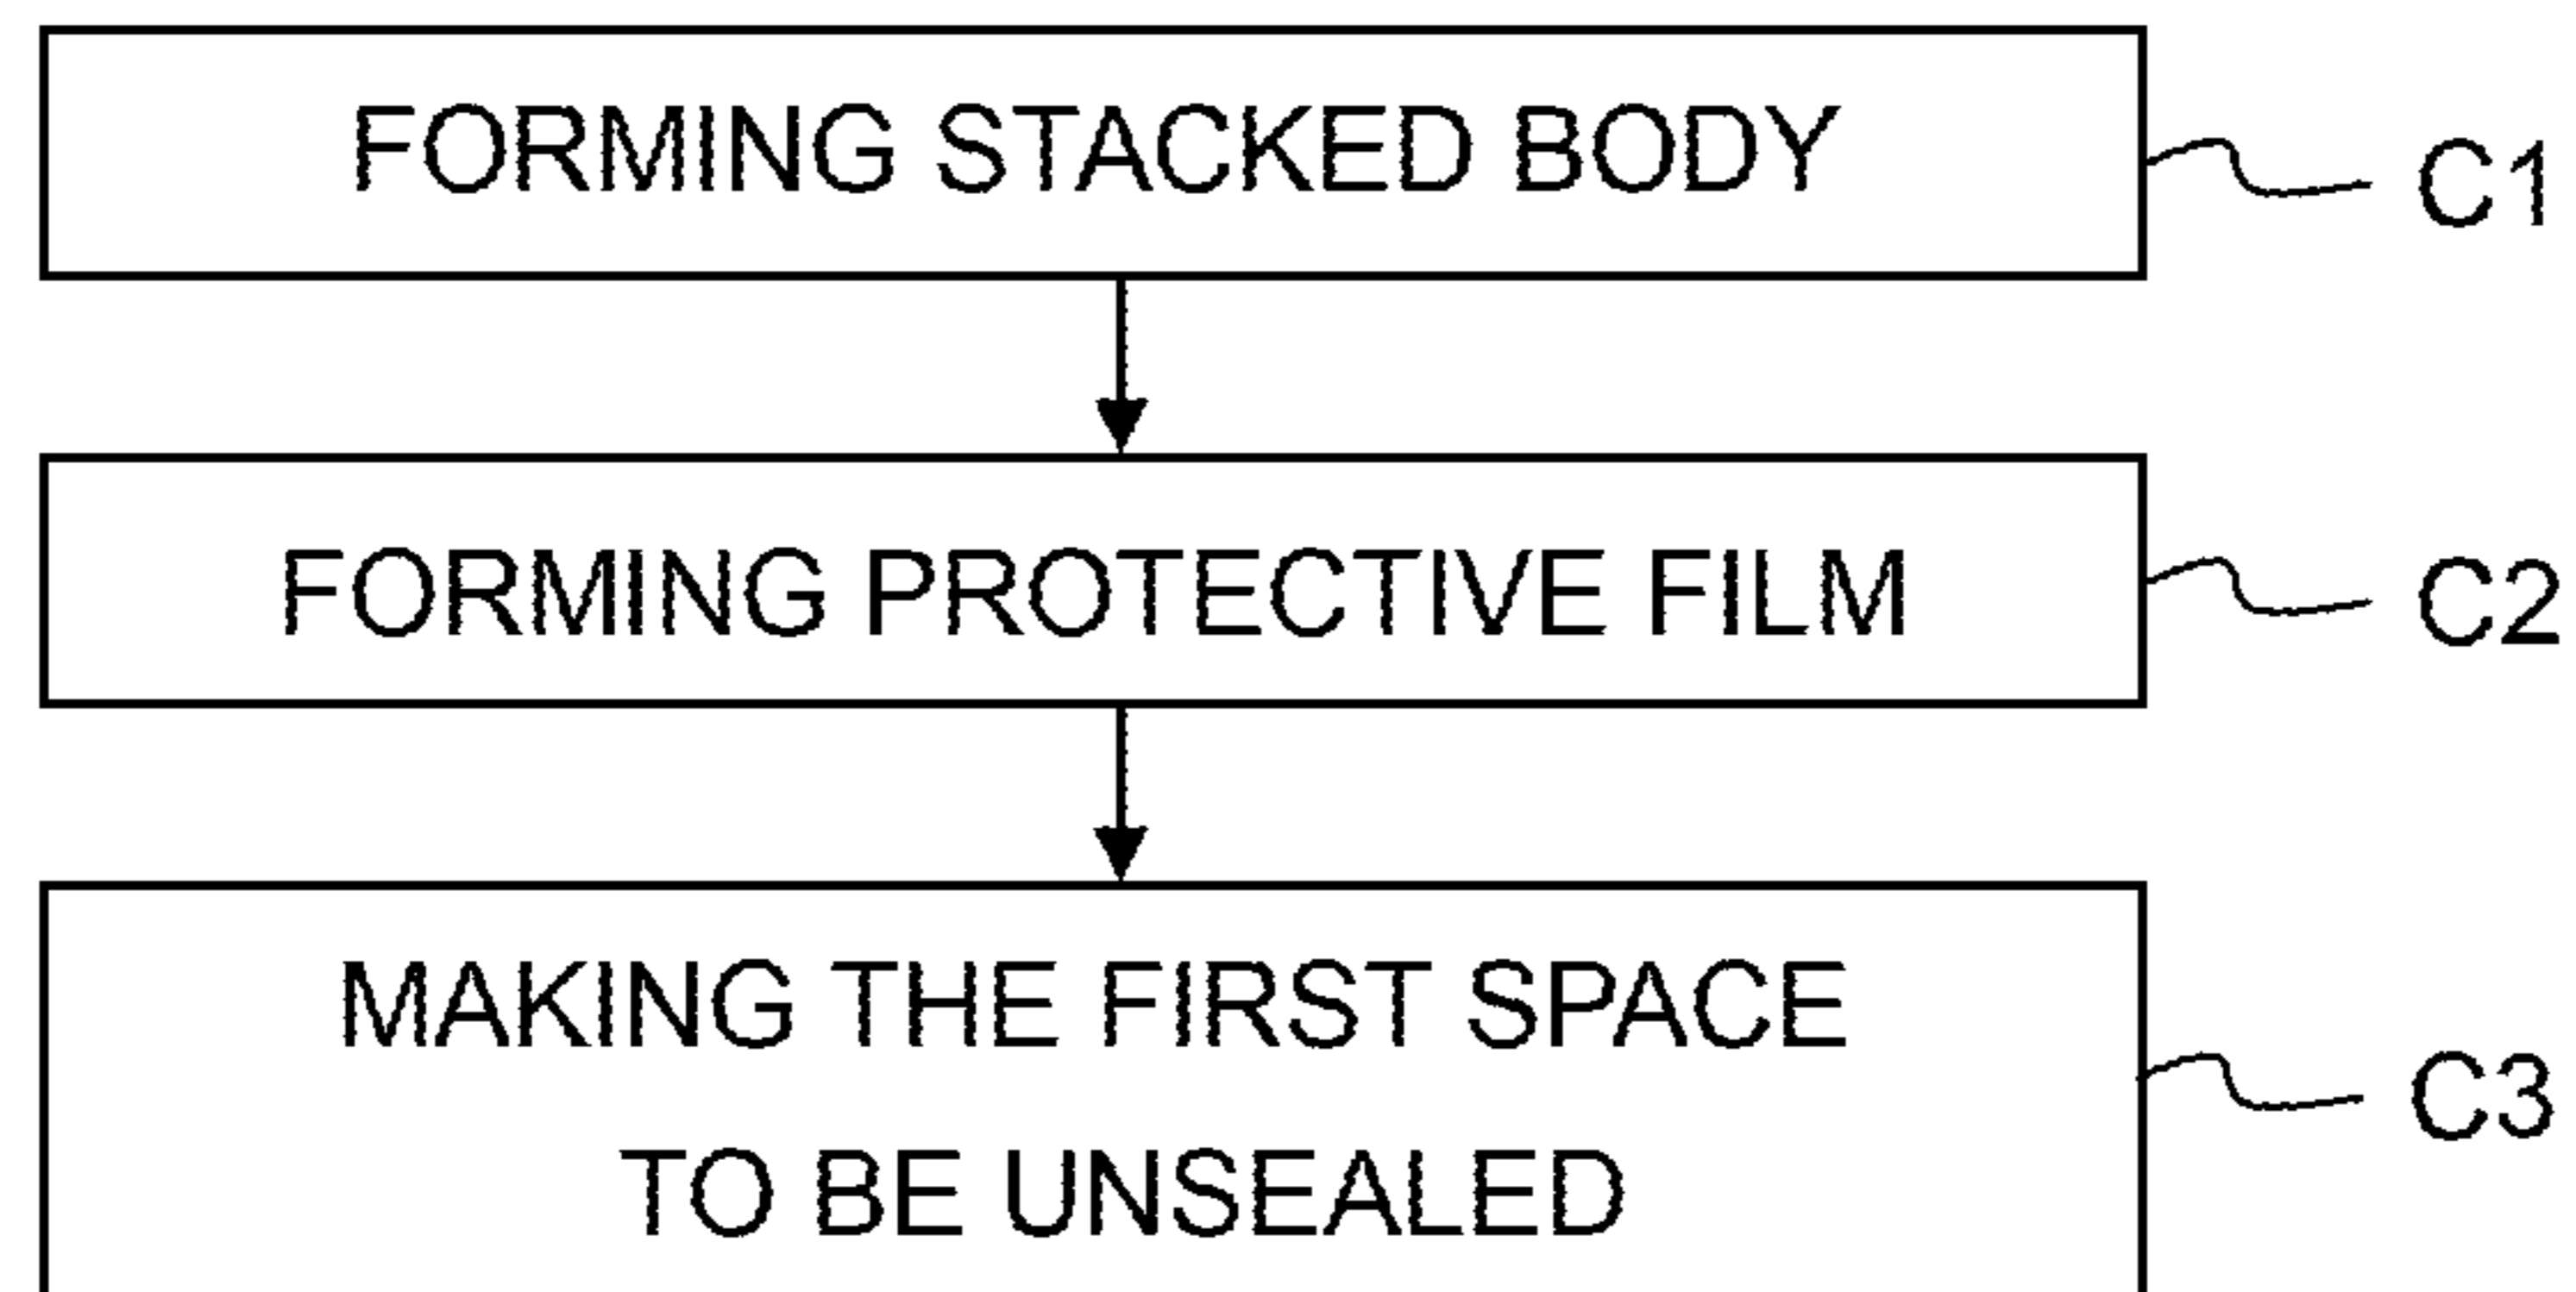 FORMING STACKED BODY
C1
FORMING PROTECTIVE FILM
C2
MAKING THE FIRST SPACE
C3
TO BE UNSEALED